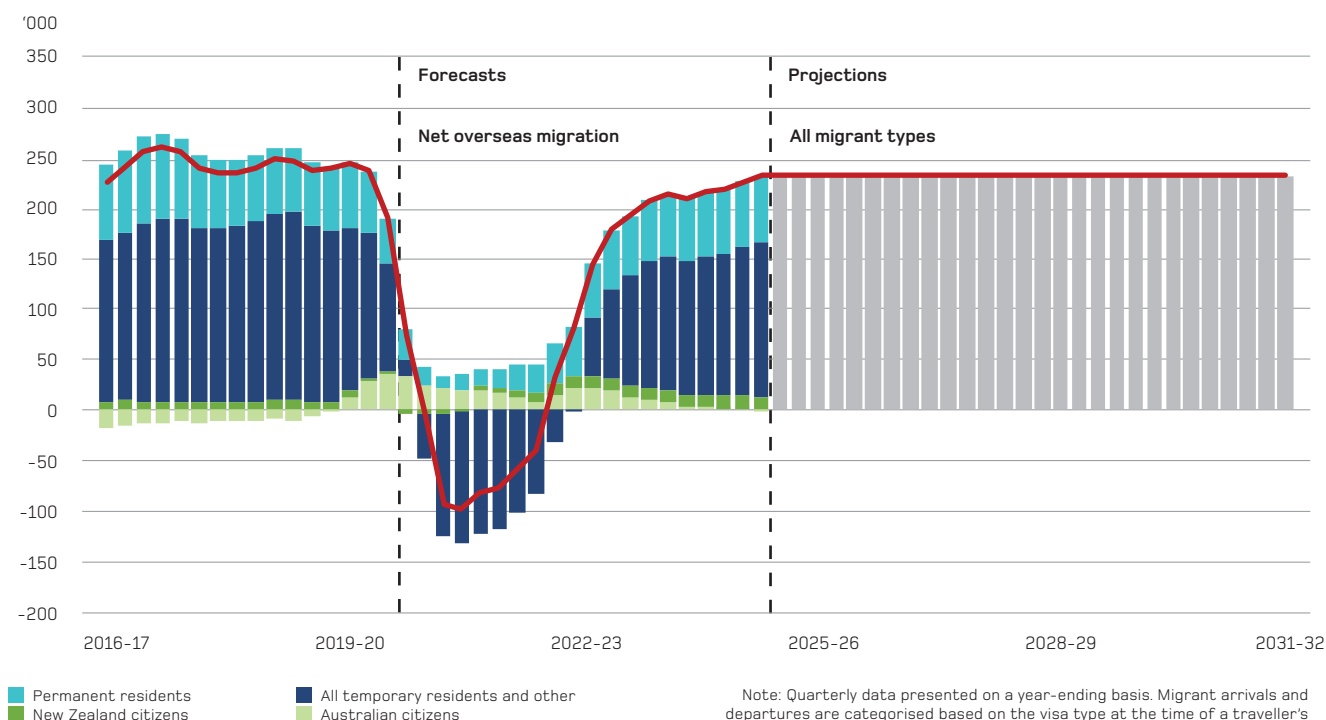 '000
350
Forecasts
Projections
300
Net overseas migration
All migrant types
250
200
150
100
50
0
-50
-100
-150
-200
2016-17
2019-20
2022-23
2025-26
2028-29
2031-32
Permanent residents
All temporary residents and other
New Zealand citizens
Australian citizens
Note: Quarterly data presented on a year-ending basis. Migrant arrivals and
departures are categorised based on the visa type at the time of a traveller's